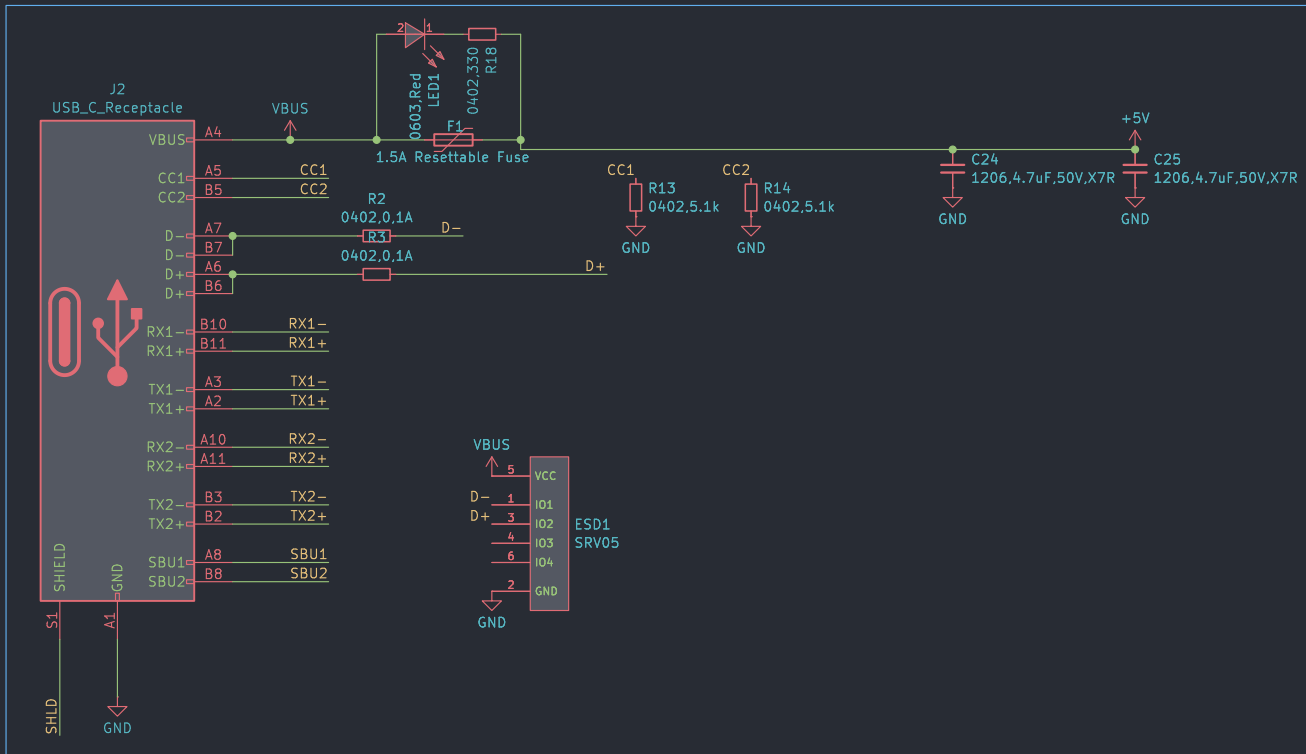 J2
USB_C_Receptacle
VBUS A4
CC1 A5 CC1
CC2 B5 CC2
D- A7
D- B7
D+ A6
D+ B6
RX1- B10 RX1-
RX1+ B11 RX1+
TX1- A3 TX1-
TX1+ A2 TX1+
RX2- A10 RX2-
RX2+ A11 RX2+
TX2- B3 TX2-
TX2+ B2 TX2+
SBU1 A8 SBU1
SBU2 B8 SBU2
SHIELD
GND
S1
A1
SHLD
GND
VBUS
2 1
0603,Red
LED1
0402,330
R18
F1
1.5A Resettable Fuse
R2
0402,0,1A
D-
R3
0402,0,1A
D+
CC1
R13
0402,5.1k
GND
CC2
R14
0402,5.1k
GND
+5V
C24
1206,4.7uF,50V,X7R
GND
C25
1206,4.7uF,50V,X7R
GND
VBUS
5 VCC
D- 1 IO1
D+ 3 IO2
4 IO3
6 IO4
2 GND
GND
ESD1
SRV05